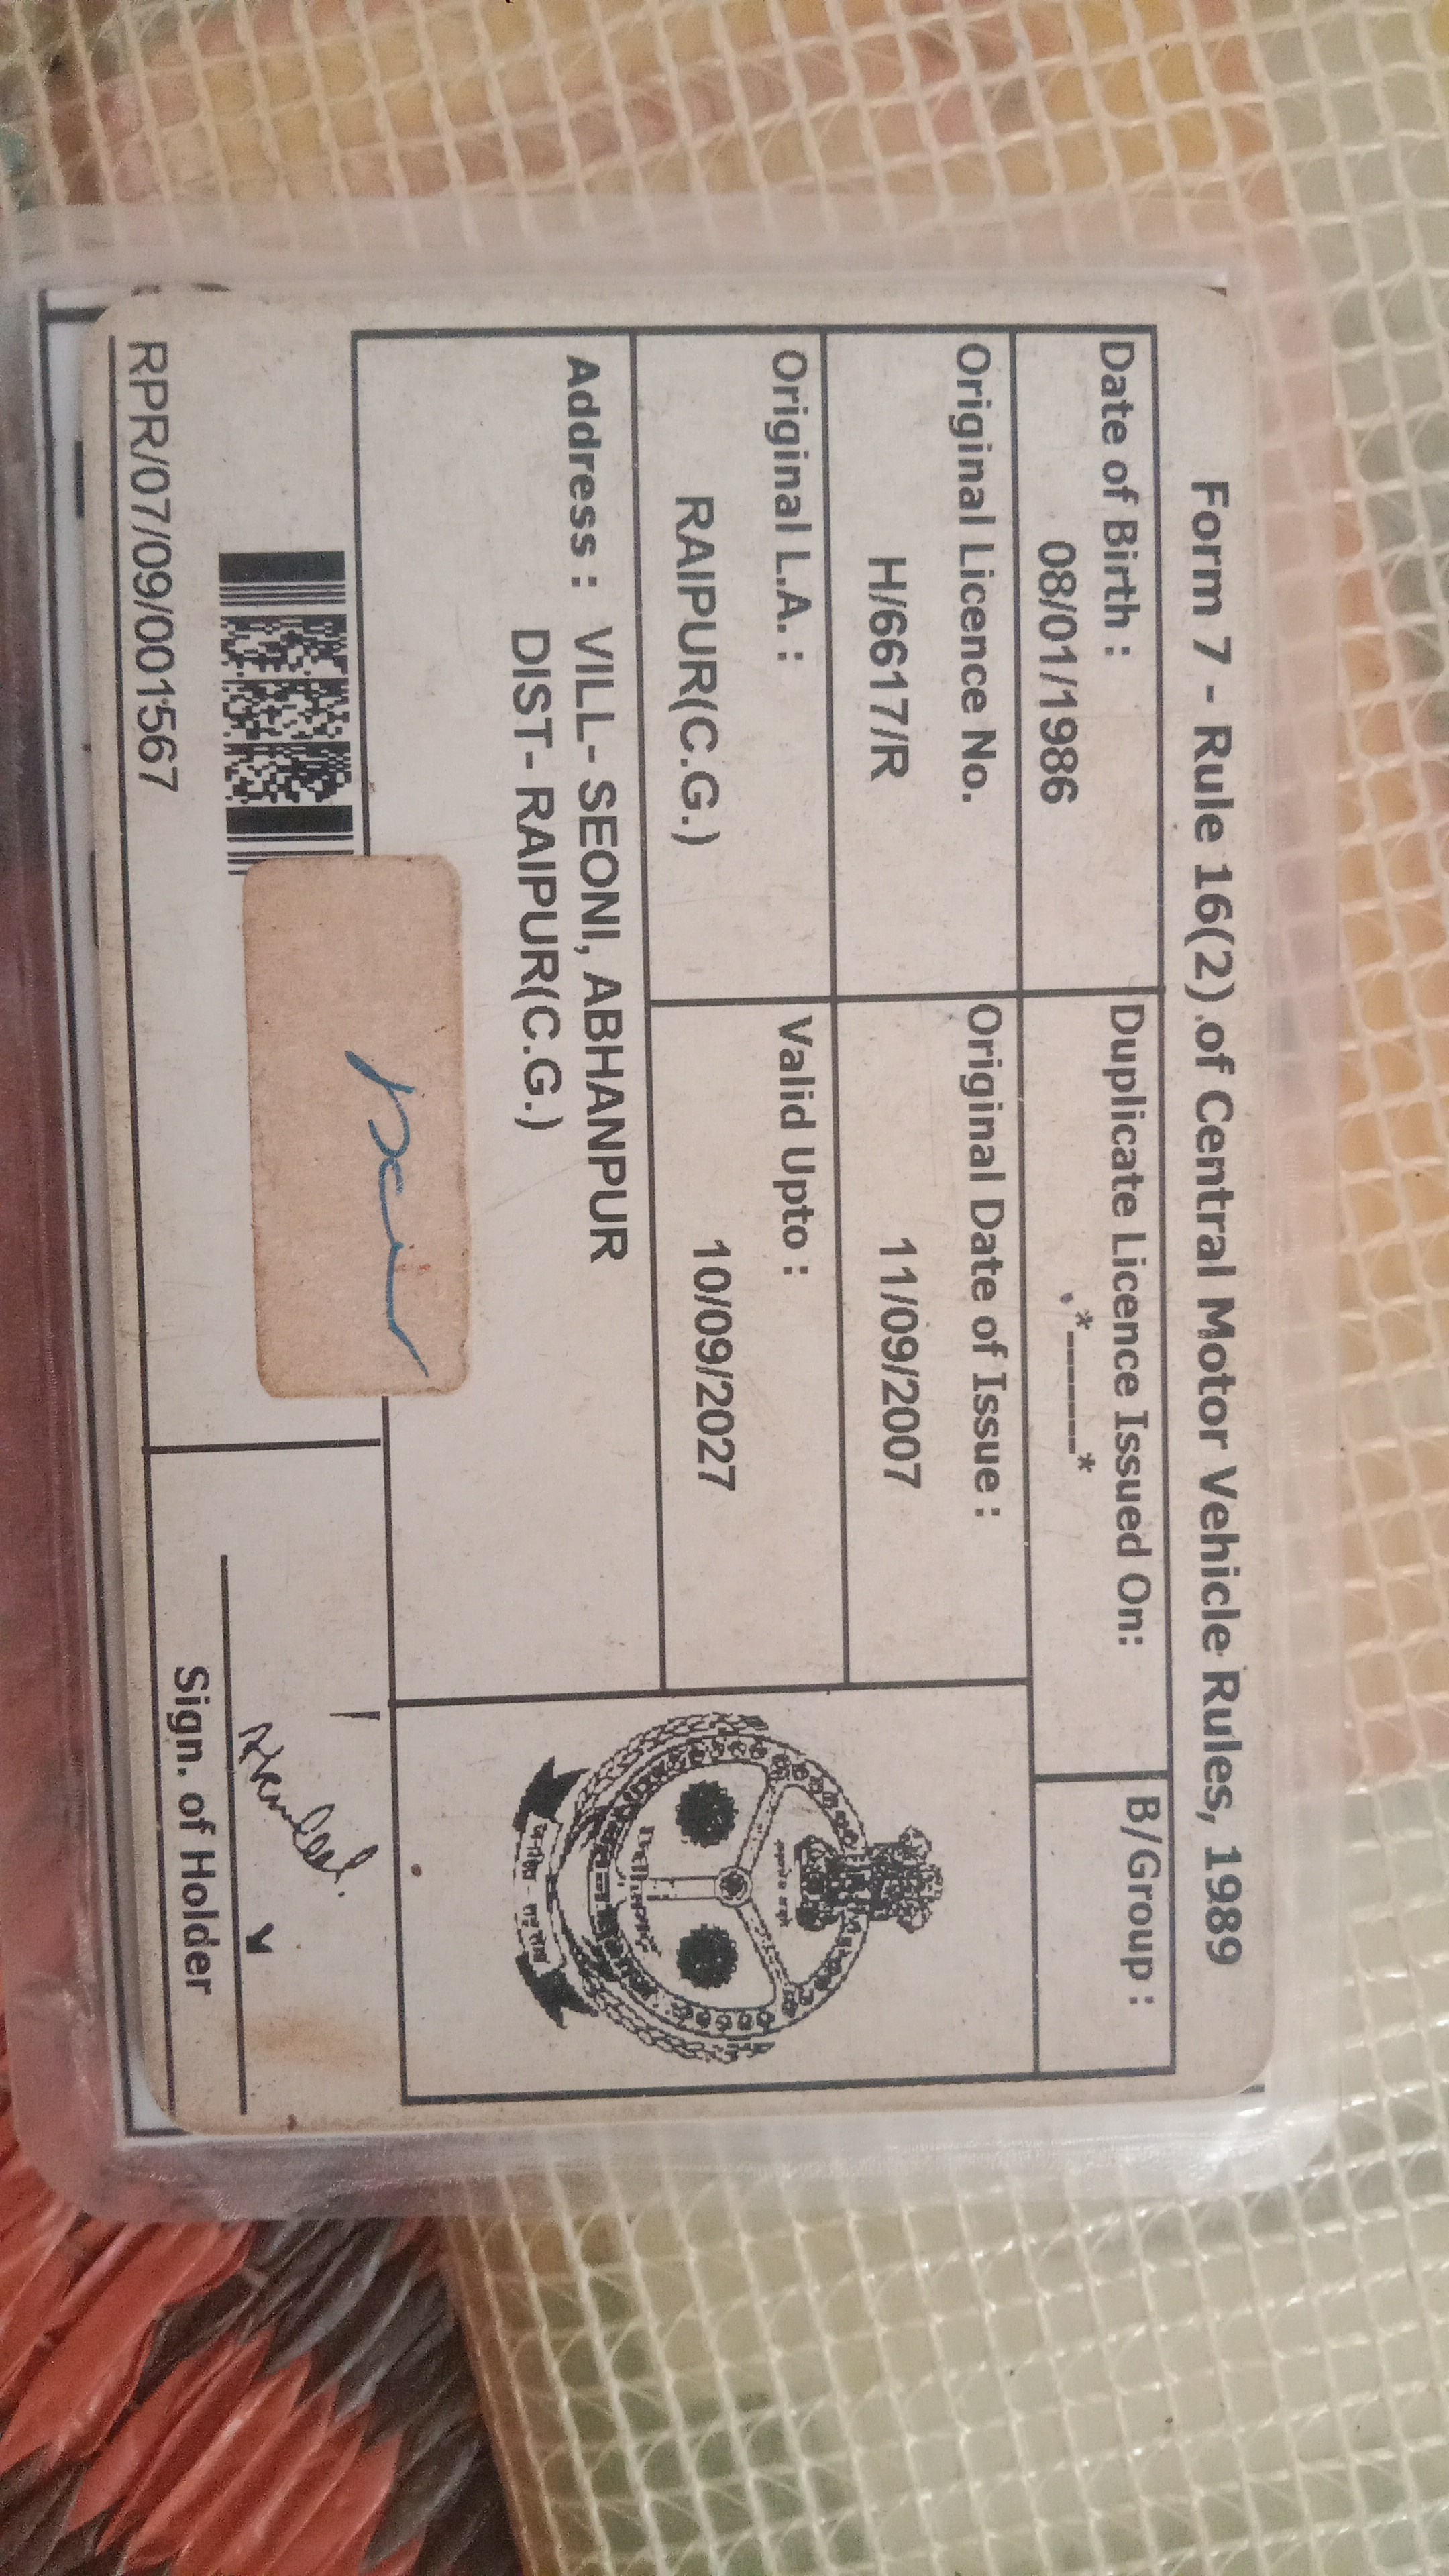 Form 7 - Rule 16(2) of Central Motor Vehicle Rules, 1989
Date of Birth :
08/01/1986
Duplicate Licence Issued On:
*-----*
B/Group :
Original Licence No.
H/6617/R
Original Date of Issue :
11/09/2007
Original L.A. :
RAIPUR(C.G.)
Valid Upto :
10/09/2027
Address : VILL- SEONI, ABHANPUR
DIST- RAIPUR(C.G.)
RPR/07/09/001567
Sign. of Holder